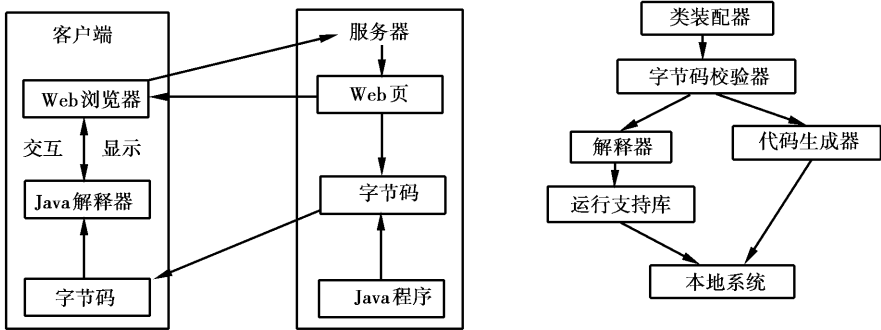 客户端
服务器
Web浏览器
Web页
交互
显示
Java解释器
字节码
字节码
Java程序
类装配器
字节码校验器
解释器
代码生成器
运行支持库
本地系统